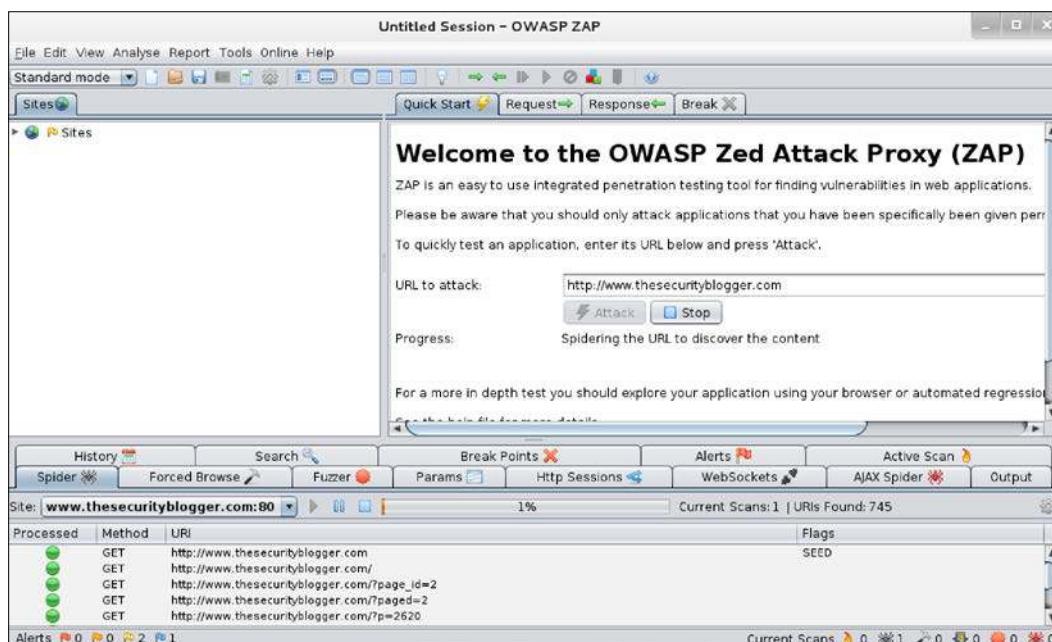 Untitled Session - OWASP ZAP
File Edit View Analyse Report Tools Online Help
Standard mode
Sites
Quick Start Request Response Break
Sites
Welcome to the OWASP Zed Attack Proxy (ZAP)
ZAP is an easy to use integrated penetration testing tool for finding vulnerabilities in web applications.
Please be aware that you should only attack applications that you have been specifically been given
To quickly test an application, enter its URL below and press 'Attack'.
URL to attack: http://www.thesecurityblogger.com
Attack Stop
Progress: Spidering the URL to discover the content
For a more in depth test you should explore your application using your browser or automated
See the help file for more details
History Search Break Points Alerts Active Scan
Spider Forced Browse Fuzzer Params Http Sessions WebSockets AJAX Spider Output
Site: www.thesecurityblogger.com:80 1% Current Scans: 1 | URIs Found: 745
Processed Method URI Flags
GET http://www.thesecurityblogger.com SEED
GET http://www.thesecurityblogger.com/
GET http://www.thesecurityblogger.com/?page_id=2
GET http://www.thesecurityblogger.com/?paged=2
GET http://www.thesecurityblogger.com/?p=2620
Alerts 0 0 2 1 Current Scans 0 1 0 0 0